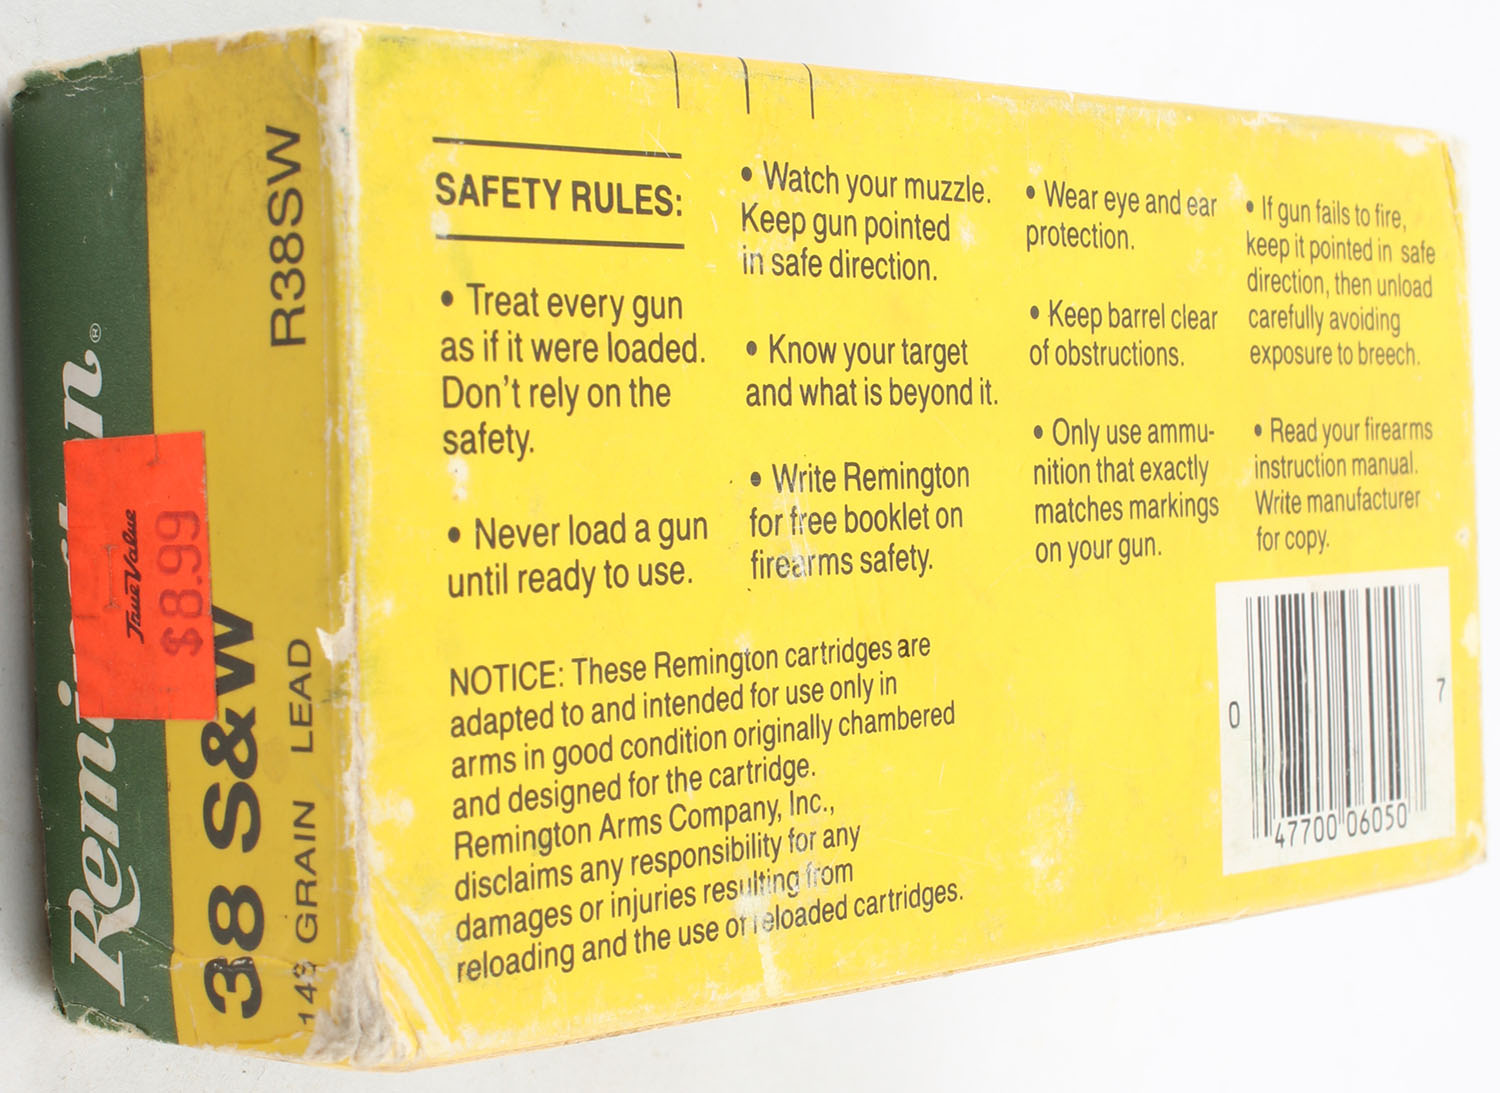 Remington®
38 S&W
R38SW
GRAIN LEAD
True Value
$8.99
SAFETY RULES:
• Treat every gun
as if it were loaded.
Don't rely on the
safety.
• Never load a gun
until ready to use.
• Watch your muzzle.
Keep gun pointed
in safe direction.
• Know your target
and what is beyond it.
• Write Remington
for free booklet on
firearms safety.
• Wear eye and ear
protection.
• Keep barrel clear
of obstructions.
• Only use ammu-
nition that exactly
matches markings
on your gun.
• If gun fails to fire,
keep it pointed in safe
direction, then unload
carefully avoiding
exposure to breech.
• Read your firearms
instruction manual.
Write manufacturer
for copy.
NOTICE: These Remington cartridges are
adapted to and intended for use only in
arms in good condition originally chambered
and designed for the cartridge.
Remington Arms Company, Inc.,
disclaims any responsibility for any
damages or injuries resulting from
reloading and the use of reloaded cartridges.
0 47700 06050 7